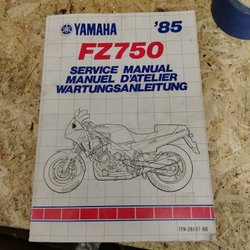 YAMAHA '85
FZ750
SERVICE MANUAL
MANUEL D'ATELIER
WARTUNGSANLEITUNG